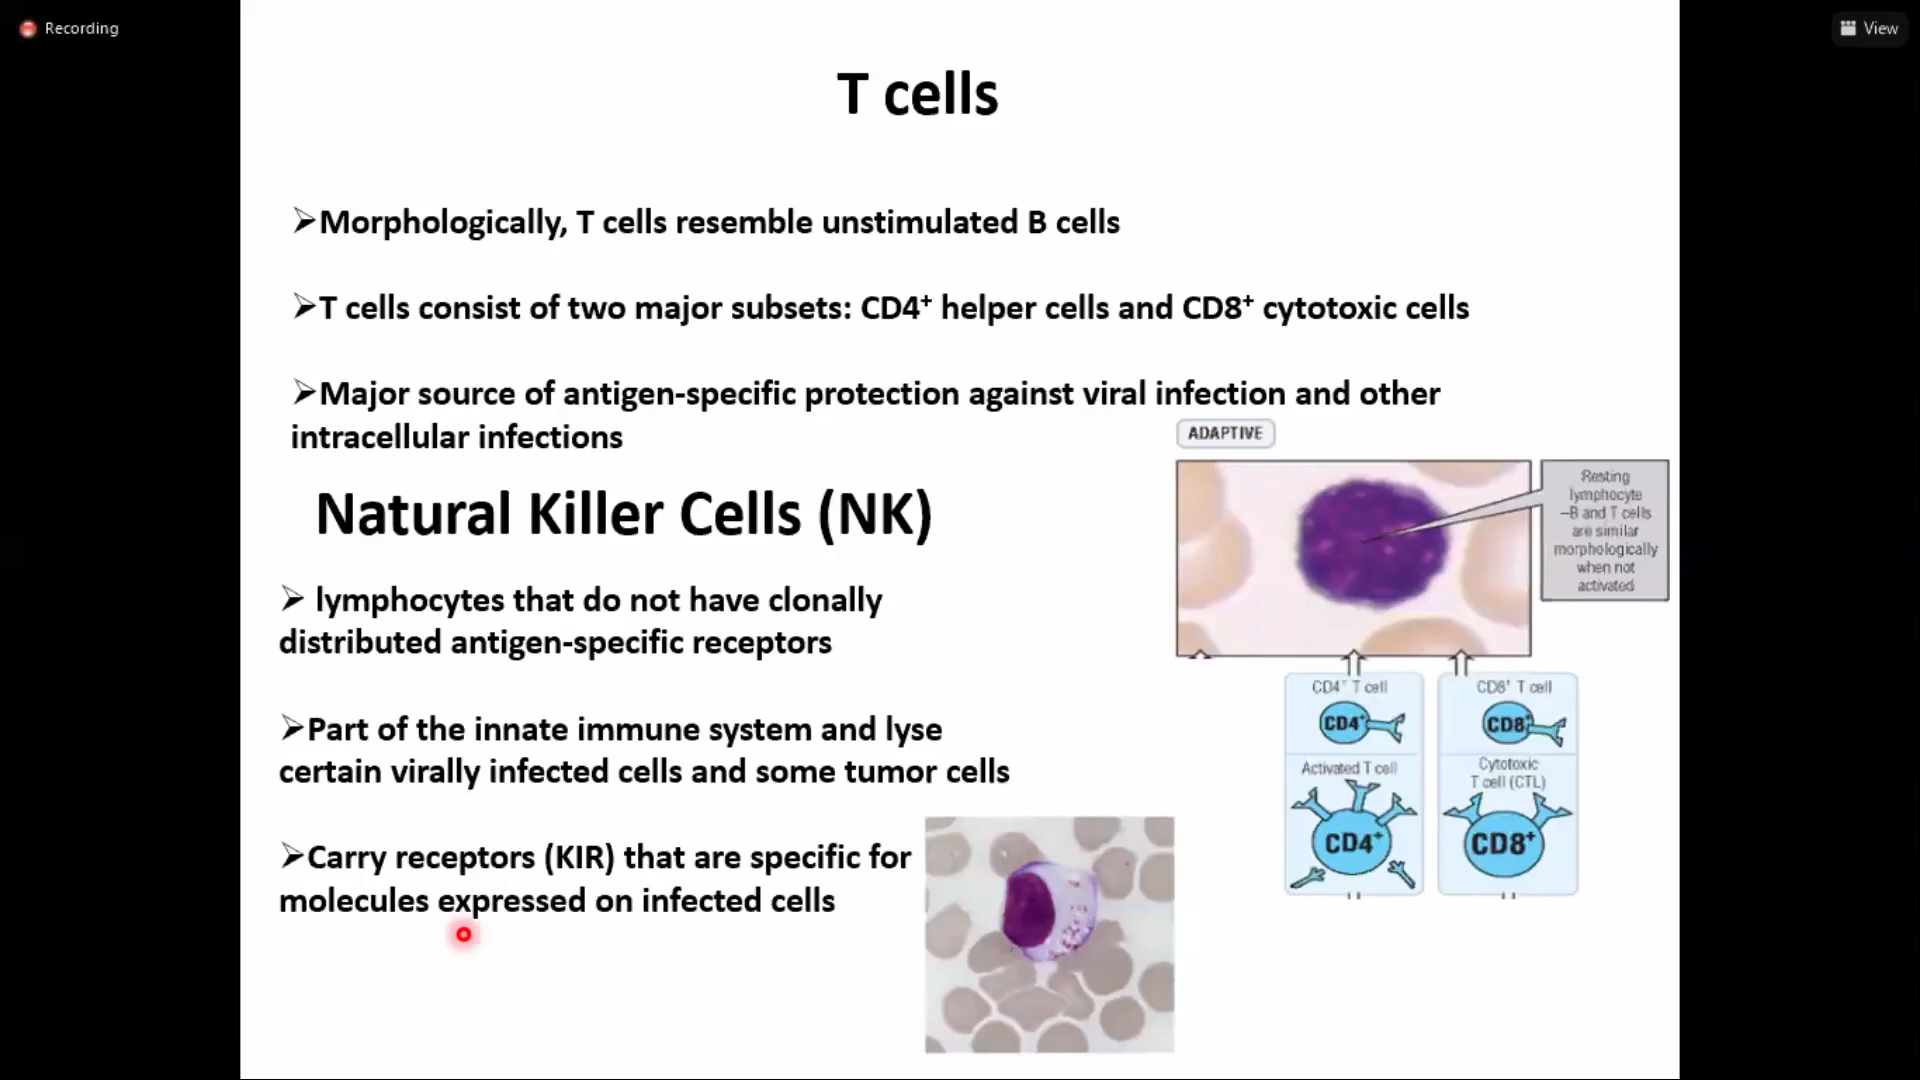 Recording
View
T cells
➢Morphologically, T cells resemble unstimulated B cells
➢T cells consist of two major subsets: CD4⁺ helper cells and CD8⁺ cytotoxic cells
➢Major source of antigen-specific protection against viral infection and other
intracellular infections
ADAPTIVE
Resting
lymphocyte
–B and T cells
are similar
morphologically
when not
activated
Natural Killer Cells (NK)
➢ lymphocytes that do not have clonally
distributed antigen-specific receptors
➢Part of the innate immune system and lyse
certain virally infected cells and some tumor cells
➢Carry receptors (KIR) that are specific for
molecules expressed on infected cells
CD4⁺ T cell
CD4⁺
Activated T cell
CD4⁺
CD8⁺ T cell
CD8⁺
Cytotoxic
T cell (CTL)
CD8⁺